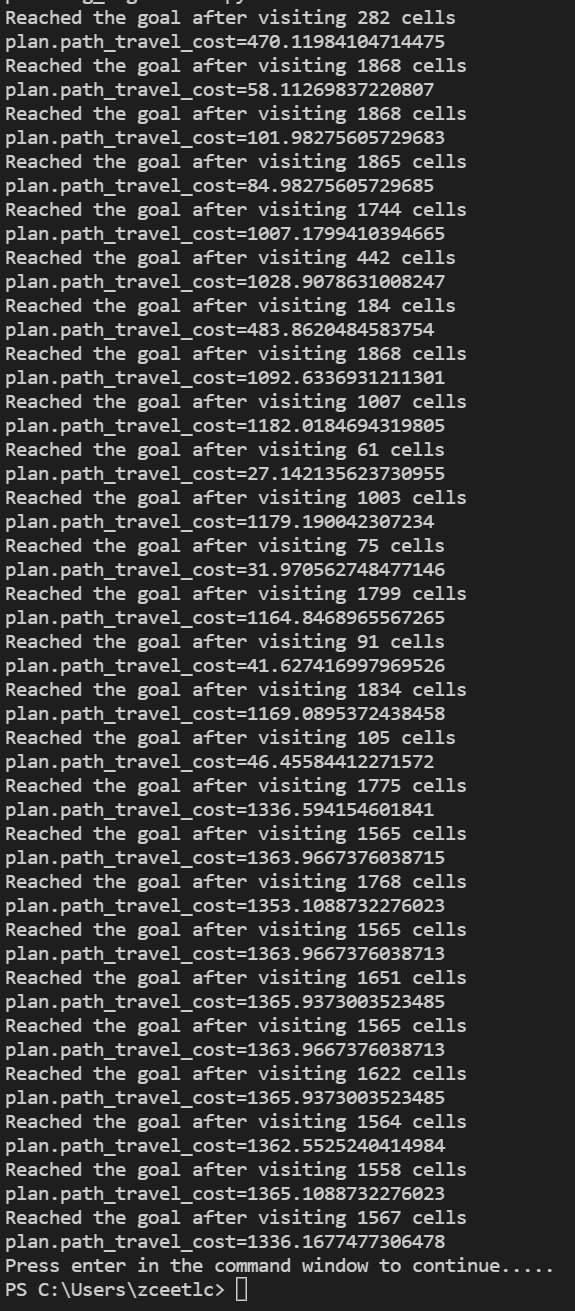 Reached the goal after visiting 282 cells
plan.path_travel_cost=470.11984104714475
Reached the goal after visiting 1868 cells
plan.path_travel_cost=58.11269837220807
Reached the goal after visiting 1868 cells
plan.path_travel_cost=101.98275605729683
Reached the goal after visiting 1865 cells
plan.path_travel_cost=84.98275605729685
Reached the goal after visiting 1744 cells
plan.path_travel_cost=1007.1799410394665
Reached the goal after visiting 442 cells
plan.path_travel_cost=1028.9078631008247
Reached the goal after visiting 184 cells
plan.path_travel_cost=483.8620484583754
Reached the goal after visiting 1868 cells
plan.path_travel_cost=1092.6336931211301
Reached the goal after visiting 1007 cells
plan.path_travel_cost=1182.0184694319805
Reached the goal after visiting 61 cells
plan.path_travel_cost=27.142135623730955
Reached the goal after visiting 1003 cells
plan.path_travel_cost=1179.190042307234
Reached the goal after visiting 75 cells
plan.path_travel_cost=31.970562748477146
Reached the goal after visiting 1799 cells
plan.path_travel_cost=1164.8468965567265
Reached the goal after visiting 91 cells
plan.path_travel_cost=41.627416997969526
Reached the goal after visiting 1834 cells
plan.path_travel_cost=1169.0895372438458
Reached the goal after visiting 105 cells
plan.path_travel_cost=46.45584412271572
Reached the goal after visiting 1775 cells
plan.path_travel_cost=1336.594154601841
Reached the goal after visiting 1565 cells
plan.path_travel_cost=1363.9667376038715
Reached the goal after visiting 1768 cells
plan.path_travel_cost=1353.1088732276023
Reached the goal after visiting 1565 cells
plan.path_travel_cost=1363.9667376038713
Reached the goal after visiting 1651 cells
plan.path_travel_cost=1365.9373003523485
Reached the goal after visiting 1565 cells
plan.path_travel_cost=1363.9667376038713
Reached the goal after visiting 1622 cells
plan.path_travel_cost=1365.9373003523485
Reached the goal after visiting 1564 cells
plan.path_travel_cost=1362.5525240414984
Reached the goal after visiting 1558 cells
plan.path_travel_cost=1365.1088732276023
Reached the goal after visiting 1567 cells
plan.path_travel_cost=1336.1677477306478
Press enter in the command window to continue.....
PS C:\Users\zceetlc>